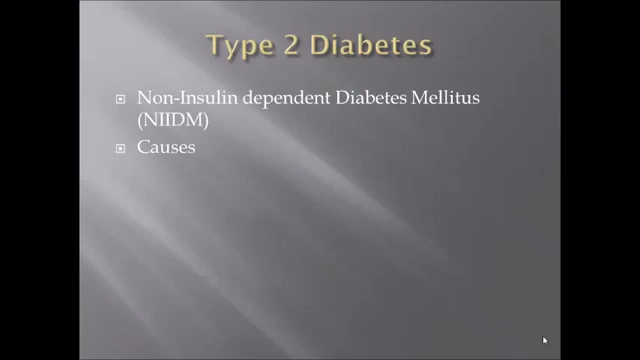 Type 2 Diabetes
Non-Insulin dependent Diabetes Mellitus
(NIIDM)
Causes